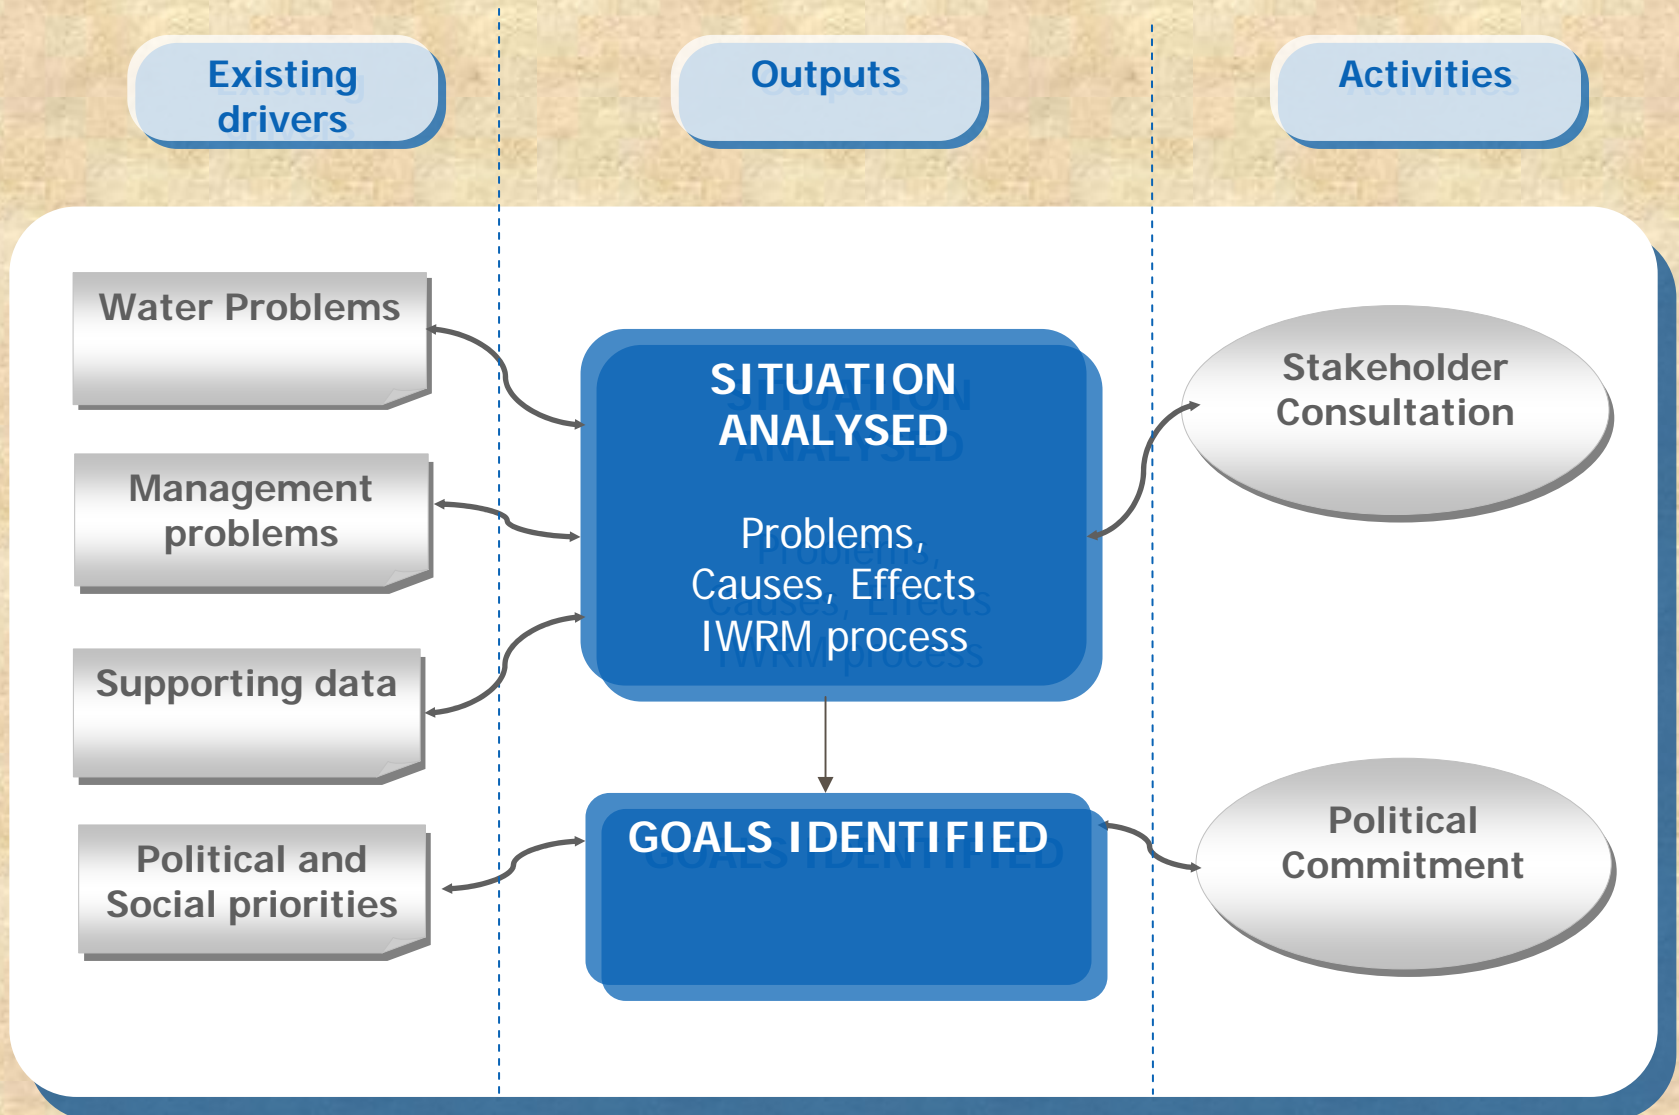 Existing
drivers
Outputs
Activities
Water Problems
Management
problems
Supporting data
Political and
Social priorities
SITUATION
ANALYSED
Problems,
Causes, Effects
IWRM process
GOALS IDENTIFIED
Stakeholder
Consultation
Political
Commitment